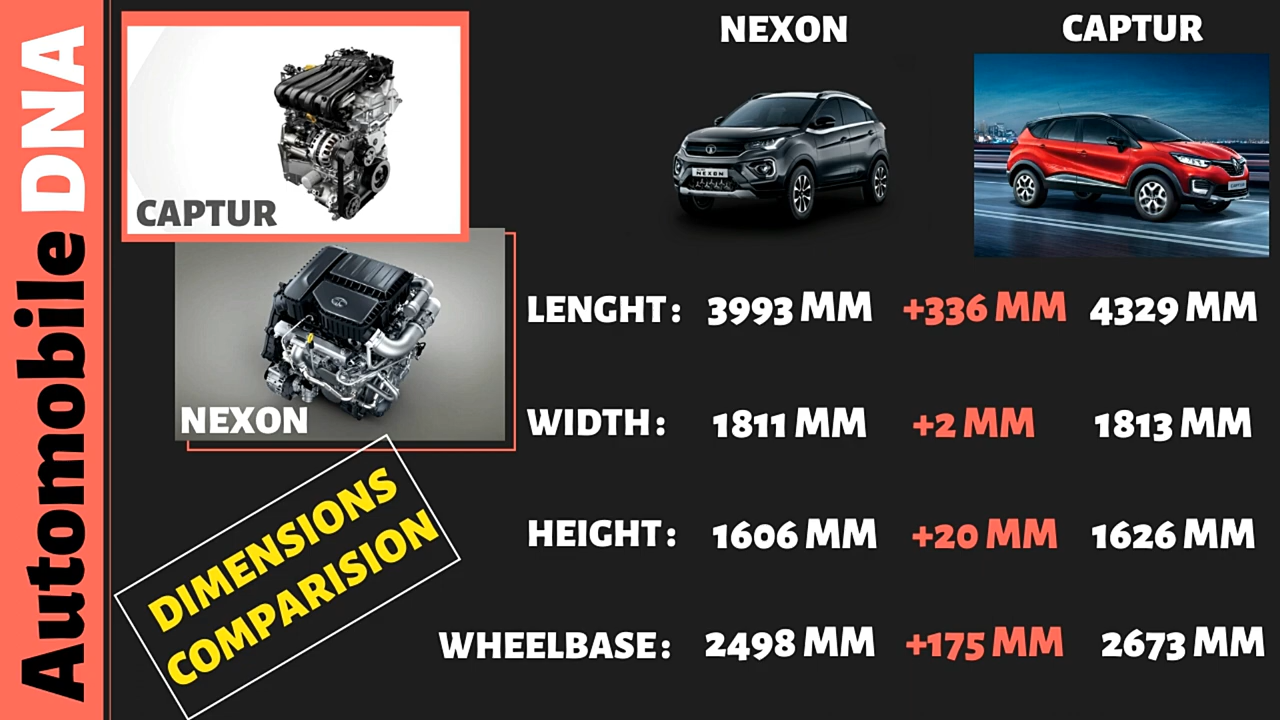 Automobile DNA
NEXON
CAPTUR
CAPTUR
NEXON
NEXON
LENGHT: 3993 MM +336 MM 4329 MM
WIDTH: 1811 MM +2 MM 1813 MM
HEIGHT: 1606 MM +20 MM 1626 MM
WHEELBASE: 2498 MM +175 MM 2673 MM
DIMENSIONS
COMPARISION